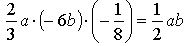 2/3 a·(−6b)·(−1/8) = 1/2 ab